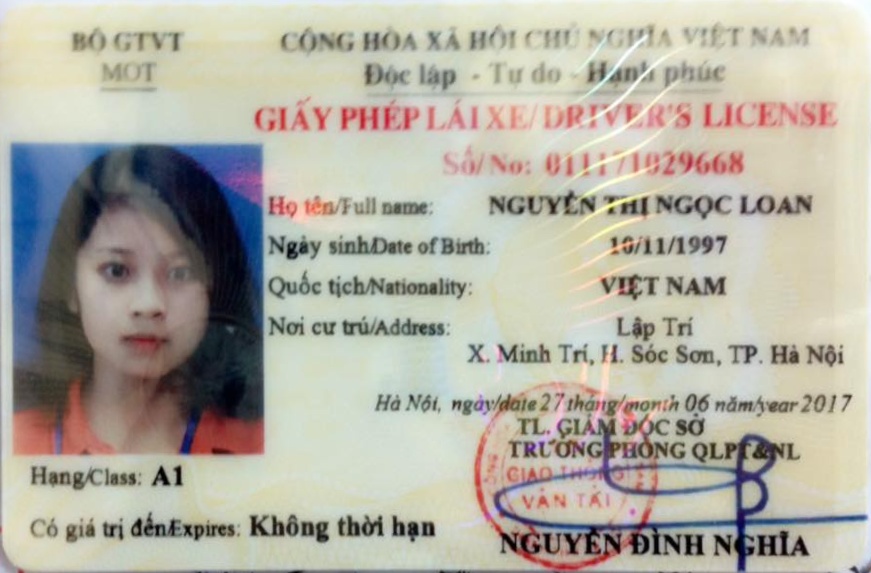 BỘ GTVT
MOT
CỘNG HÒA XÃ HỘI CHỦ NGHĨA VIỆT NAM
Độc lập - Tự do - Hạnh phúc
GIẤY PHÉP LÁI XE/ DRIVER'S LICENSE
Số/ No: 011171029668
Họ tên/Full name: NGUYỄN THỊ NGỌC LOAN
Ngày sinh/Date of Birth: 10/11/1997
Quốc tịch/Nationality: VIỆT NAM
Nơi cư trú/Address: Lập Trí
X. Minh Trí, H. Sóc Sơn, TP. Hà Nội
Hà Nội, ngày/date 27 tháng/month 06 năm/year 2017
TL. GIÁM ĐỐC SỞ
TRƯỞNG PHÒNG QLPT&NL
GIAO THÔNG
VẬN TẢI
Hạng/Class: A1
Có giá trị đến/Expires: Không thời hạn
NGUYỄN ĐÌNH NGHĨA